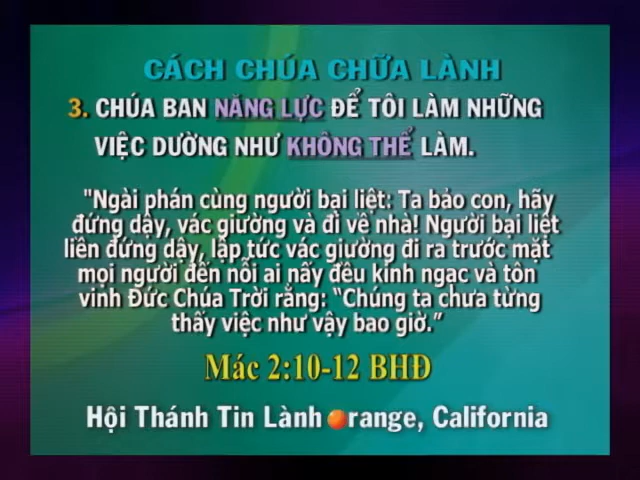 CÁCH CHÚA CHỮA LÀNH
3. CHÚA BAN NĂNG LỰC ĐỂ TÔI LÀM NHỮNG
VIỆC DƯỜNG NHƯ KHÔNG THỂ LÀM.
"Ngài phán cùng người bại liệt: Ta bảo con, hãy
đứng dậy, vác giường và đi về nhà! Người bại liệt
liền đứng dậy, lập tức vác giường đi ra trước mặt
mọi người đến nỗi ai nấy đều kinh ngạc và tôn
vinh Đức Chúa Trời rằng: “Chúng ta chưa từng
thấy việc như vậy bao giờ.”
Mác 2:10-12 BHĐ
Hội Thánh Tin Lành Orange, California